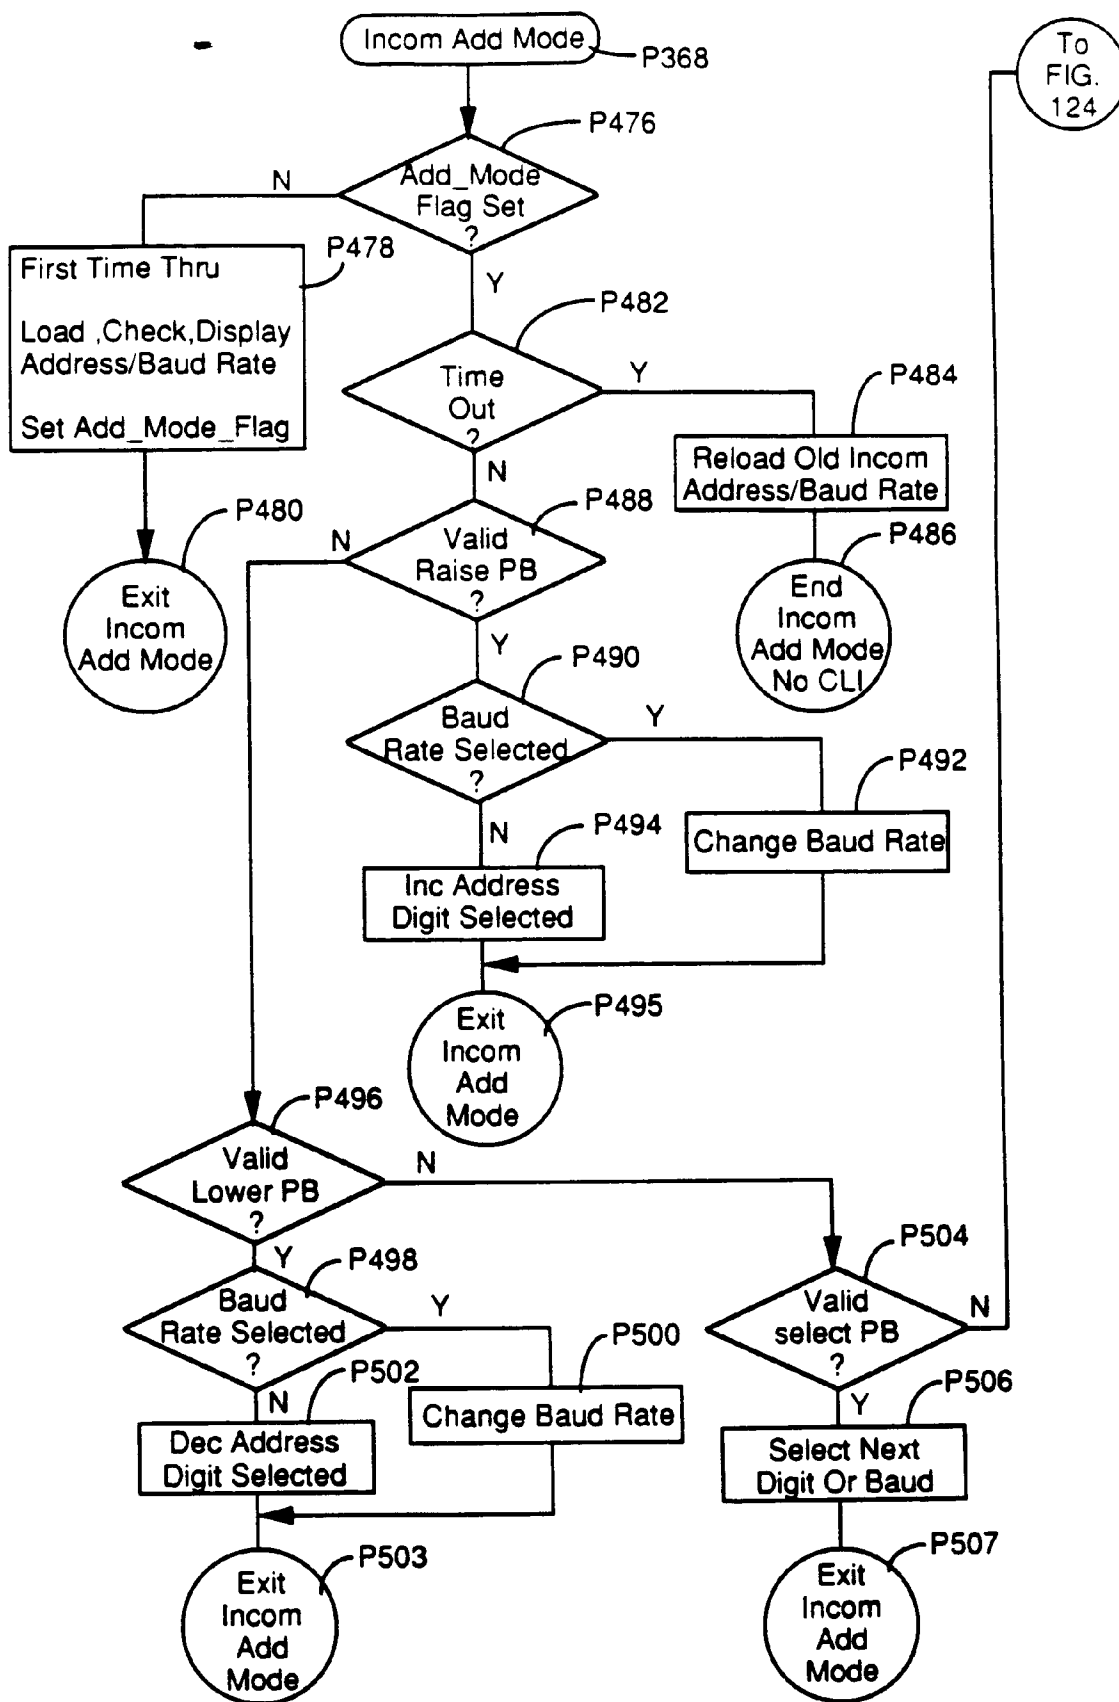 Incom Add Mode
P368
To
FIG.
124
P476
Add_Mode
Flag Set
?
N
Y
P478
First Time Thru
Load ,Check,Display
Address/Baud Rate
Set Add_Mode_Flag
P480
Exit
Incom
Add Mode
P482
Time
Out
?
Y
N
P484
Reload Old Incom
Address/Baud Rate
P486
End
Incom
Add Mode
No CLI
P488
Valid
Raise PB
?
N
Y
P490
Baud
Rate Selected
?
Y
N
P492
Change Baud Rate
P494
Inc Address
Digit Selected
P495
Exit
Incom
Add
Mode
P496
Valid
Lower PB
?
N
Y
P498
Baud
Rate Selected
?
Y
N
P500
Change Baud Rate
P502
Dec Address
Digit Selected
P503
Exit
Incom
Add
Mode
P504
Valid
select PB
?
N
Y
P506
Select Next
Digit Or Baud
P507
Exit
Incom
Add
Mode